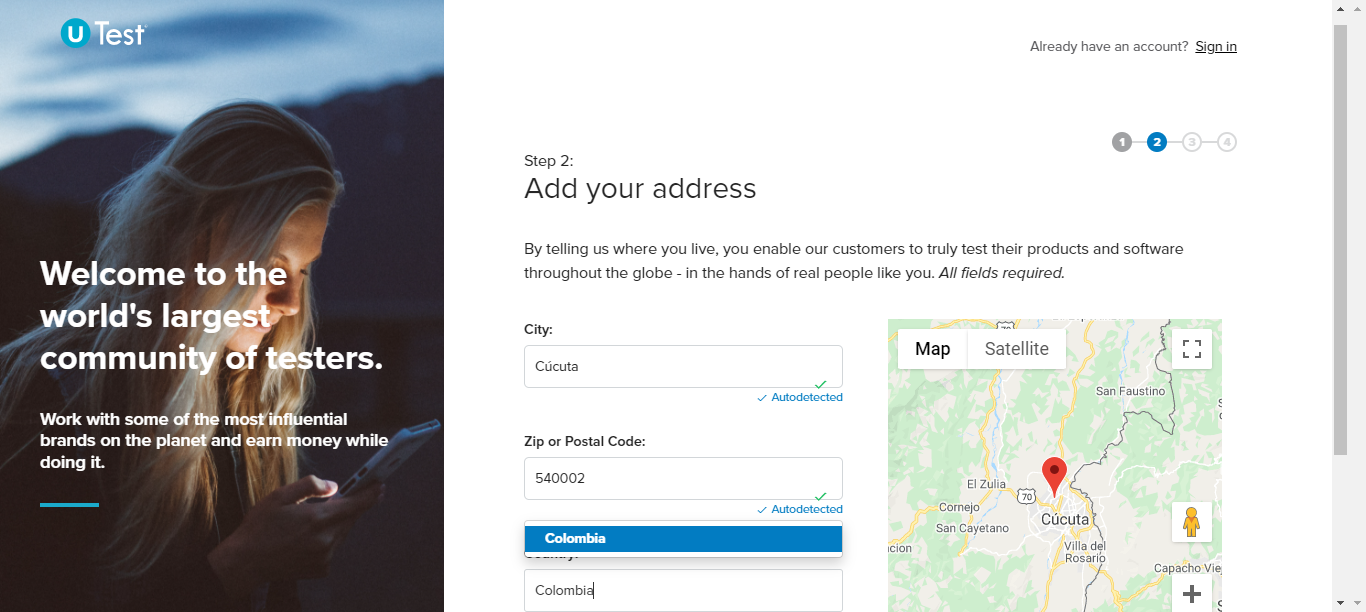 U Test
Already have an account? Sign in
1 2 3 4
Step 2:
Add your address
Welcome to the
world's largest
community of testers.
Work with some of the most influential
brands on the planet and earn money while
doing it.
By telling us where you live, you enable our customers to truly test their products and software
throughout the globe - in the hands of real people like you. All fields required.
City:
Cúcuta
Autodetected
Zip or Postal Code:
540002
Autodetected
Colombia
Country:
Colombia
Map Satellite
70
San Faustino
El Zulia
70
Cornejo
San Cayetano
Cúcuta
Villa del
Rosario
Capacho Vie